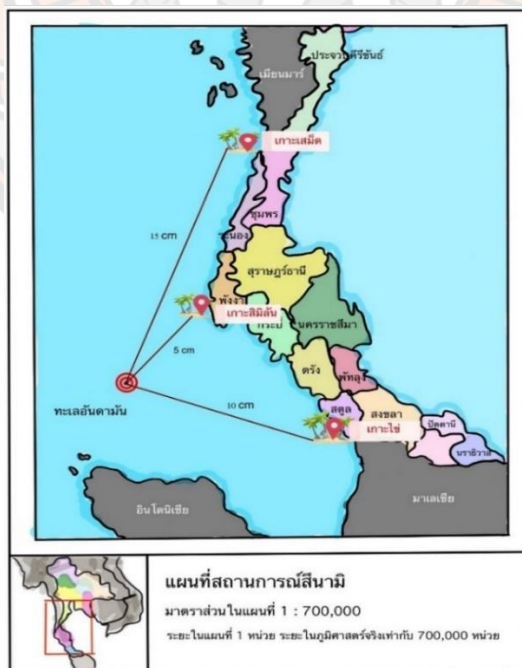 ประจวบคีรีขันธ์
เมียนมาร์
เกาะเสม็ด
ชุมพร
15 cm
ระนอง
สุราษฎร์ธานี
พังงา
เกาะสิมิลัน
กระบี่
นครราชสีมา
5 cm
ตรัง
พัทลุง
ทะเลอันดามัน
10 cm
สตูล
สงขลา
ปัตตานี
เกาะไข่
นราธิวาส
อินโดนีเซีย
มาเลเซีย
แผนที่สถานการณ์สึนามิ
มาตราส่วนในแผนที่ 1 : 700,000
ระยะในแผนที่ 1 หน่วย ระยะในภูมิศาสตร์จริงเท่ากับ 700,000 หน่วย